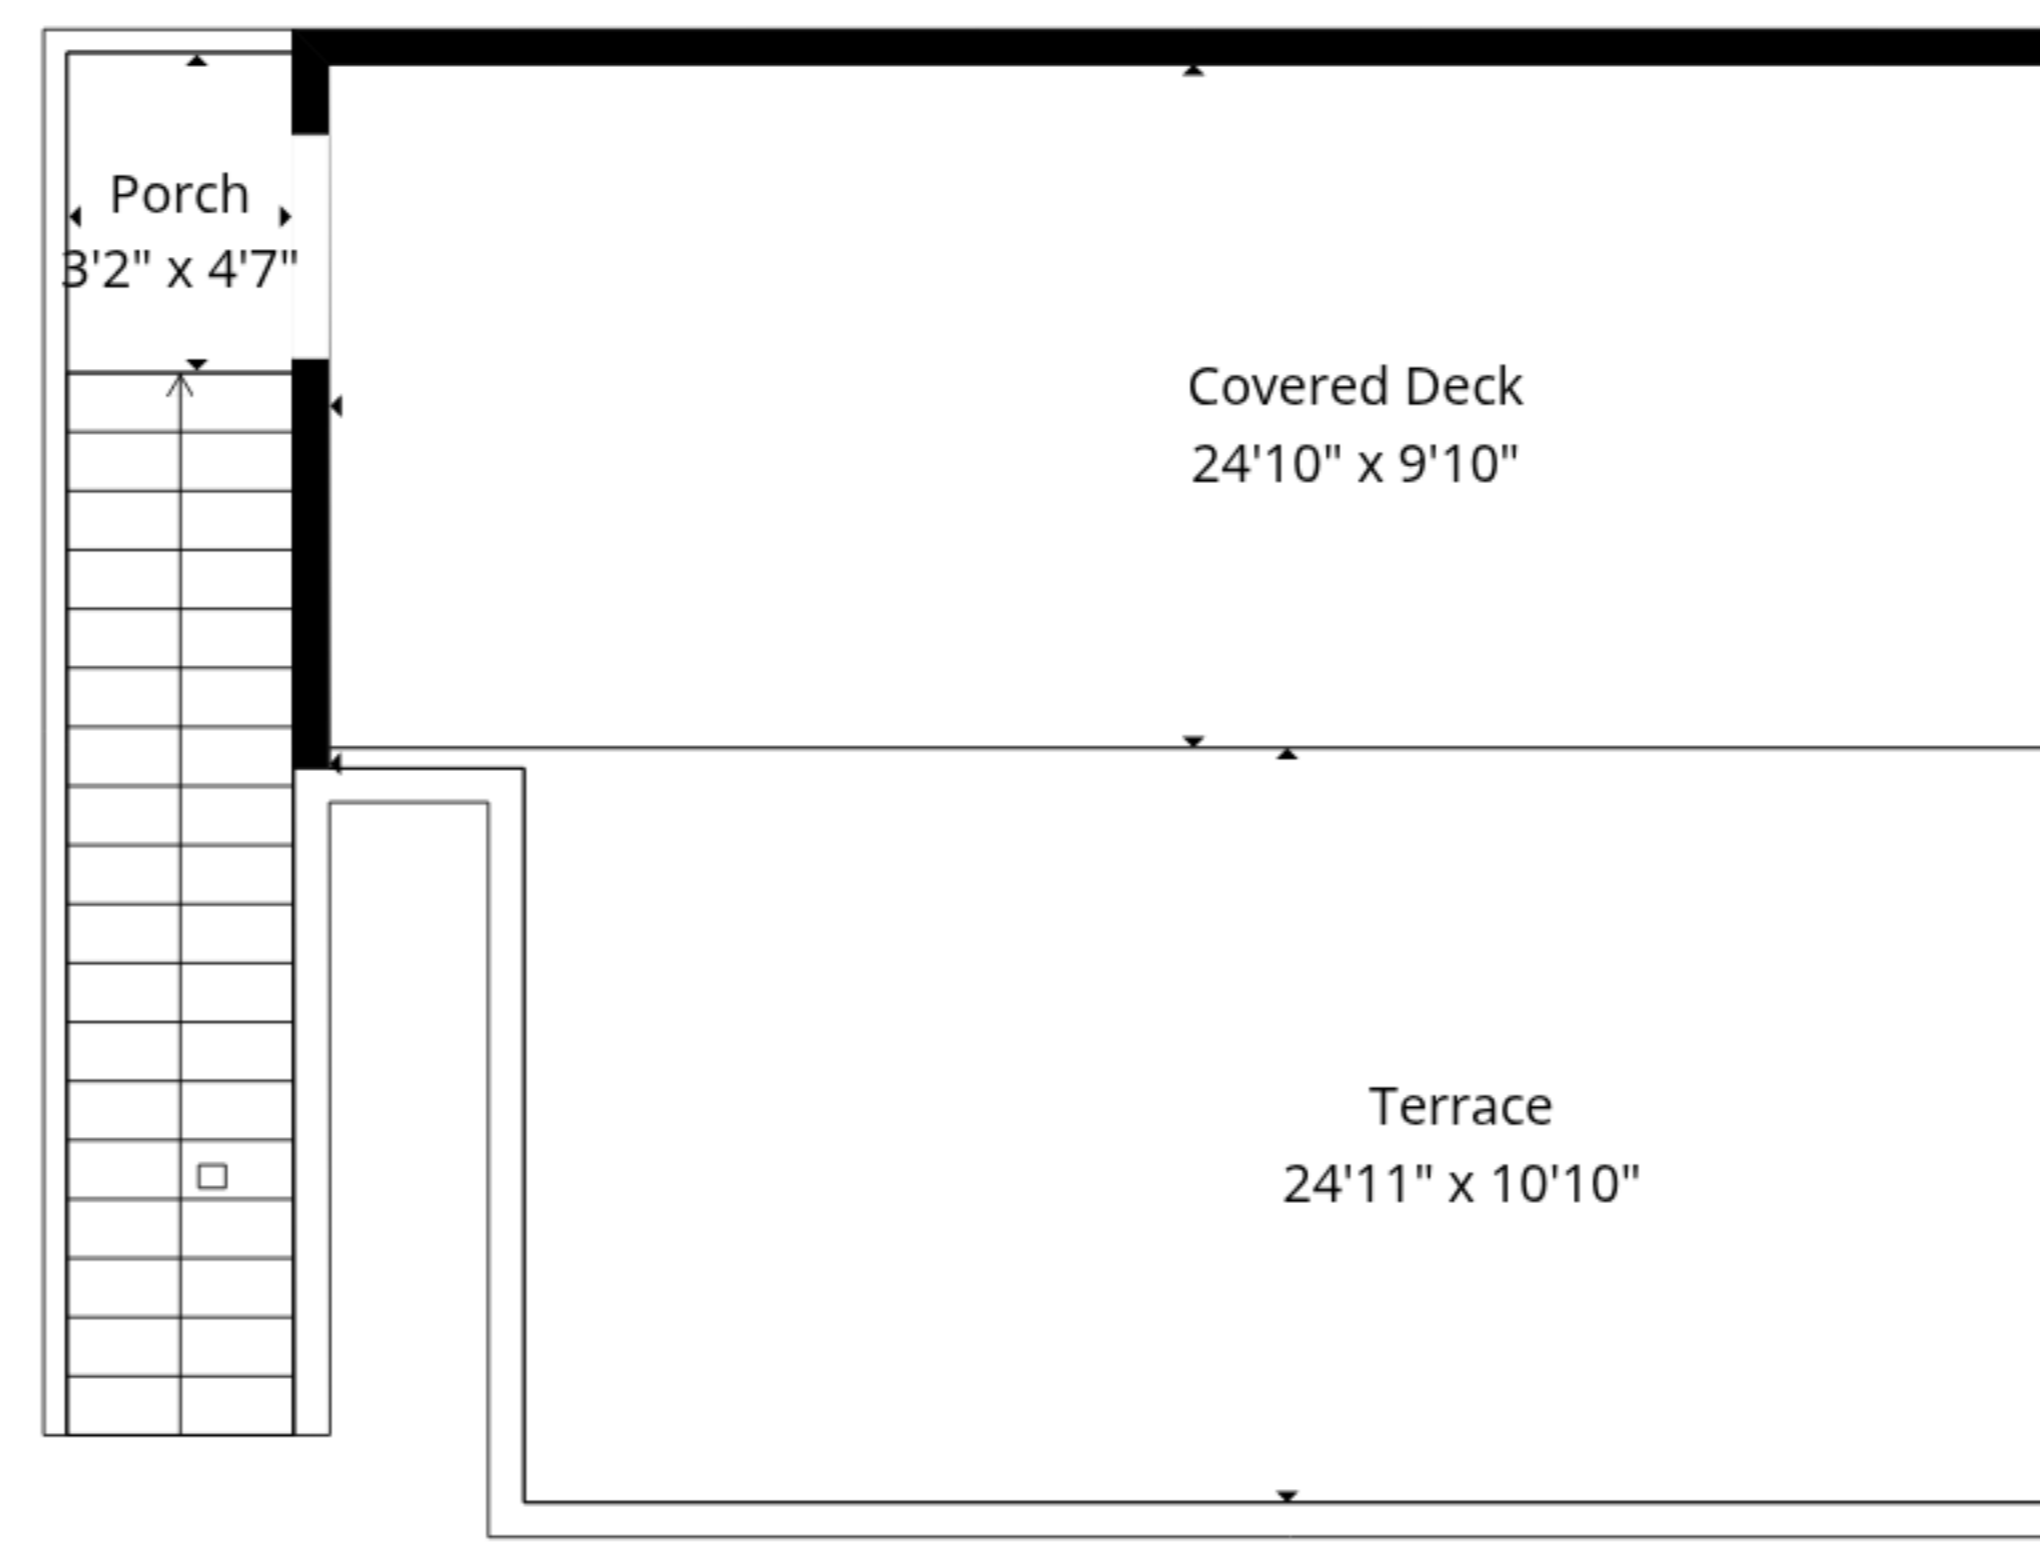 Porch
3'2" x 4'7"
Covered Deck
24'10" x 9'10"
Terrace
24'11" x 10'10"